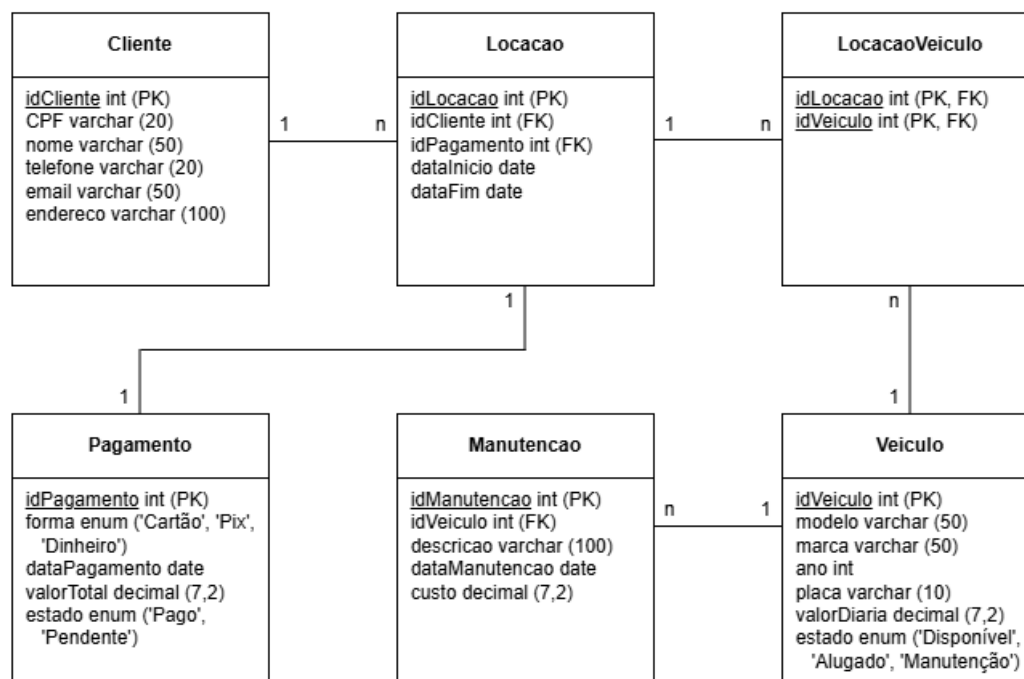 Cliente
idCliente int (PK)
CPF varchar (20)
nome varchar (50)
telefone varchar (20)
email varchar (50)
endereco varchar (100)
1
n
Locacao
idLocacao int (PK)
idCliente int (FK)
idPagamento int (FK)
dataInicio date
dataFim date
1
n
LocacaoVeiculo
idLocacao int (PK, FK)
idVeiculo int (PK, FK)
1
n
1
1
Pagamento
idPagamento int (PK)
forma enum ('Cartão', 'Pix',
'Dinheiro')
dataPagamento date
valorTotal decimal (7,2)
estado enum ('Pago',
'Pendente')
Manutencao
idManutencao int (PK)
idVeiculo int (FK)
descricao varchar (100)
dataManutencao date
custo decimal (7,2)
n
1
Veiculo
idVeiculo int (PK)
modelo varchar (50)
marca varchar (50)
ano int
placa varchar (10)
valorDiaria decimal (7,2)
estado enum ('Disponível',
'Alugado', 'Manutenção')